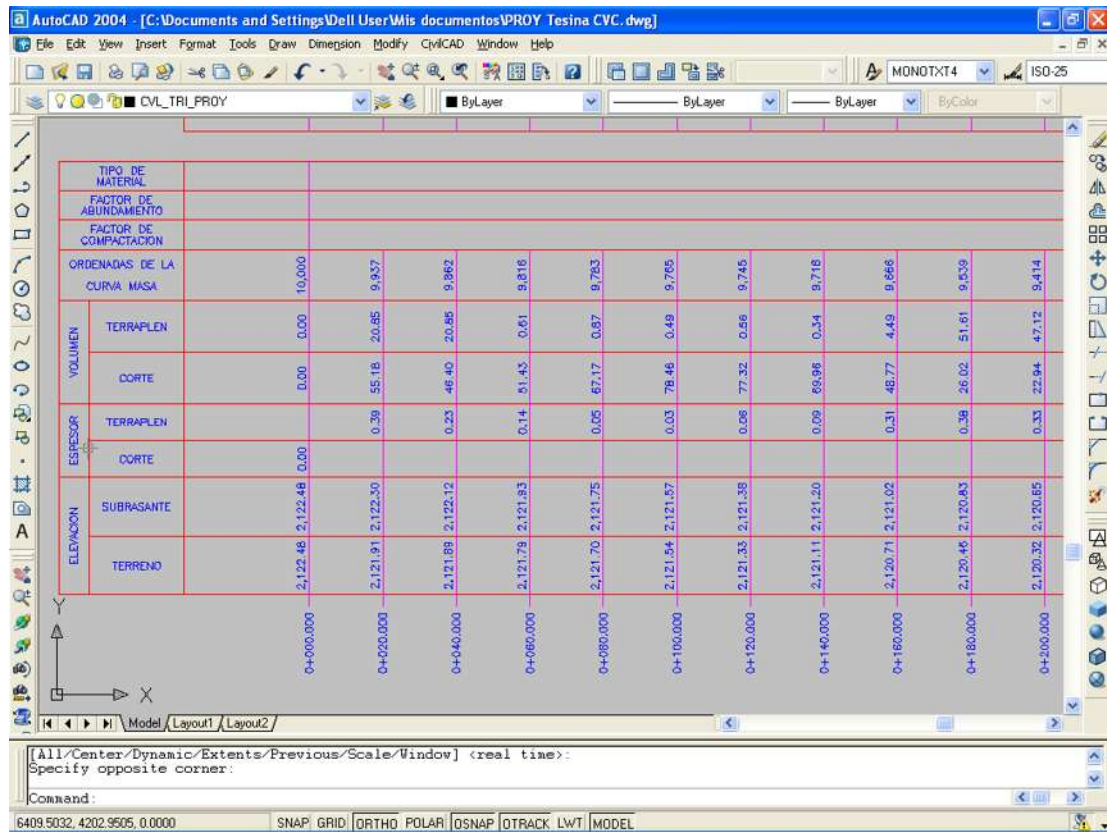 AutoCAD 2004 - [C:\Documents and Settings\Dell User\Mis documentos\PROY Tesina CVC.dwg]
File Edit View Insert Format Tools Draw Dimension Modify CivilCAD Window Help
MONOTXT4 ISO-25
CVL_TRI_PROY ByLayer ByLayer ByLayer ByColor
TIPO DE
MATERIAL
FACTOR DE
ABUNDAMIENTO
FACTOR DE
COMPACTACION
ORDENADAS DE LA
CURVA MASA
10,000 9,937 9,862 9,816 9,783 9,765 9,745 9,718 9,666 9,539 9,414
VOLUMEN
TERRAPLEN 0.00 20.85 20.85 0.61 0.87 0.49 0.56 0.34 4.49 51.61 47.12
CORTE 0.00 55.18 46.40 51.43 67.17 78.46 77.32 69.96 48.77 26.02 22.94
ESPESOR
TERRAPLEN 0.39 0.23 0.14 0.05 0.03 0.06 0.09 0.31 0.38 0.33
CORTE 0.00
ELEVACION
SUBRASANTE 2,122.48 2,122.30 2,122.12 2,121.93 2,121.75 2,121.57 2,121.38 2,121.20 2,121.02 2,120.83 2,120.65
TERRENO 2,122.48 2,121.91 2,121.89 2,121.79 2,121.70 2,121.54 2,121.33 2,121.11 2,120.71 2,120.46 2,120.32
0+000.000 0+020.000 0+040.000 0+060.000 0+080.000 0+100.000 0+120.000 0+140.000 0+160.000 0+180.000 0+200.000
Y
X
Model Layout1 Layout2
[All/Center/Dynamic/Extents/Previous/Scale/Window] <real time>:
Specify opposite corner:
Command:
6409.5032, 4202.9505, 0.0000 SNAP GRID ORTHO POLAR OSNAP OTRACK LWT MODEL